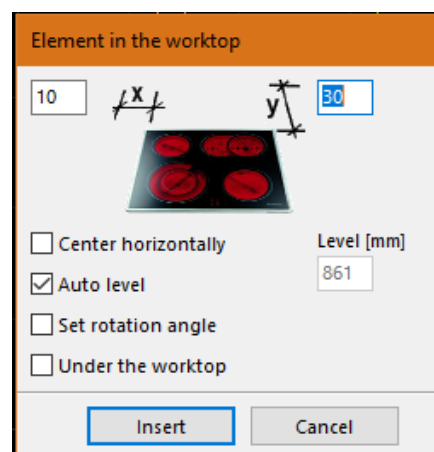 Element in the worktop
10 x y 30
Center horizontally Level [mm]
Auto level 861
Set rotation angle
Under the worktop
Insert Cancel